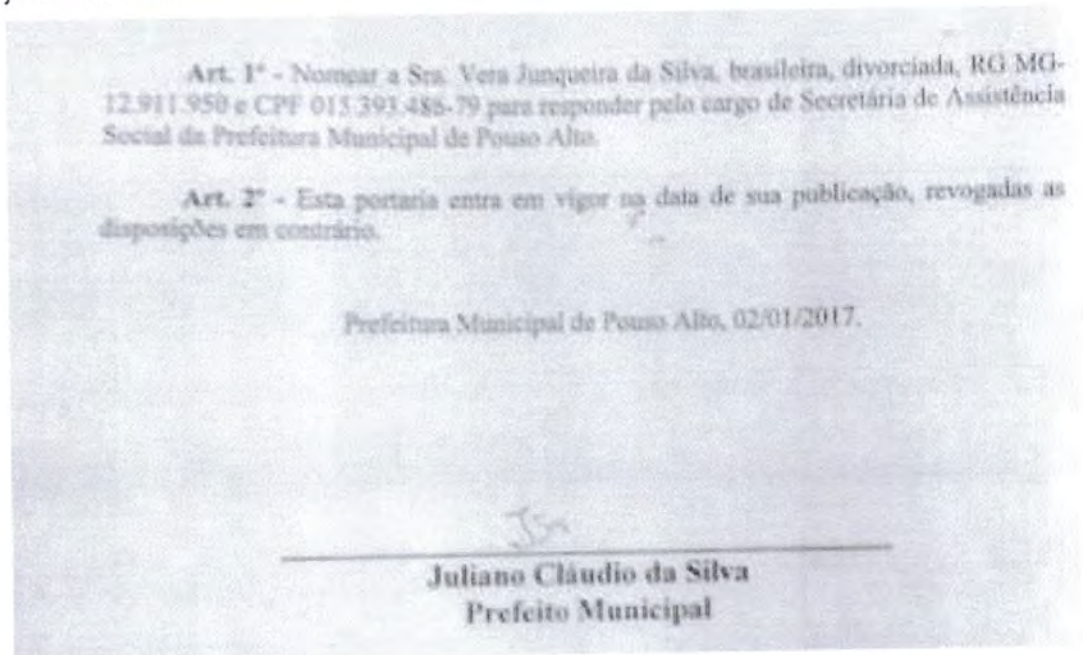 Art. 1º - Nomear a Sra. Vera Junqueira da Silva, brasileira, divorciada, RG MG-
12.911.950 e CPF 015.393.486-79 para responder pelo cargo de Secretária de Assistência
Social da Prefeitura Municipal de Pouso Alto.
Art. 2º - Esta portaria entra em vigor na data de sua publicação, revogadas as
disposições em contrário.
Prefeitura Municipal de Pouso Alto, 02/01/2017.
Juliano Cláudio da Silva
Prefeito Municipal